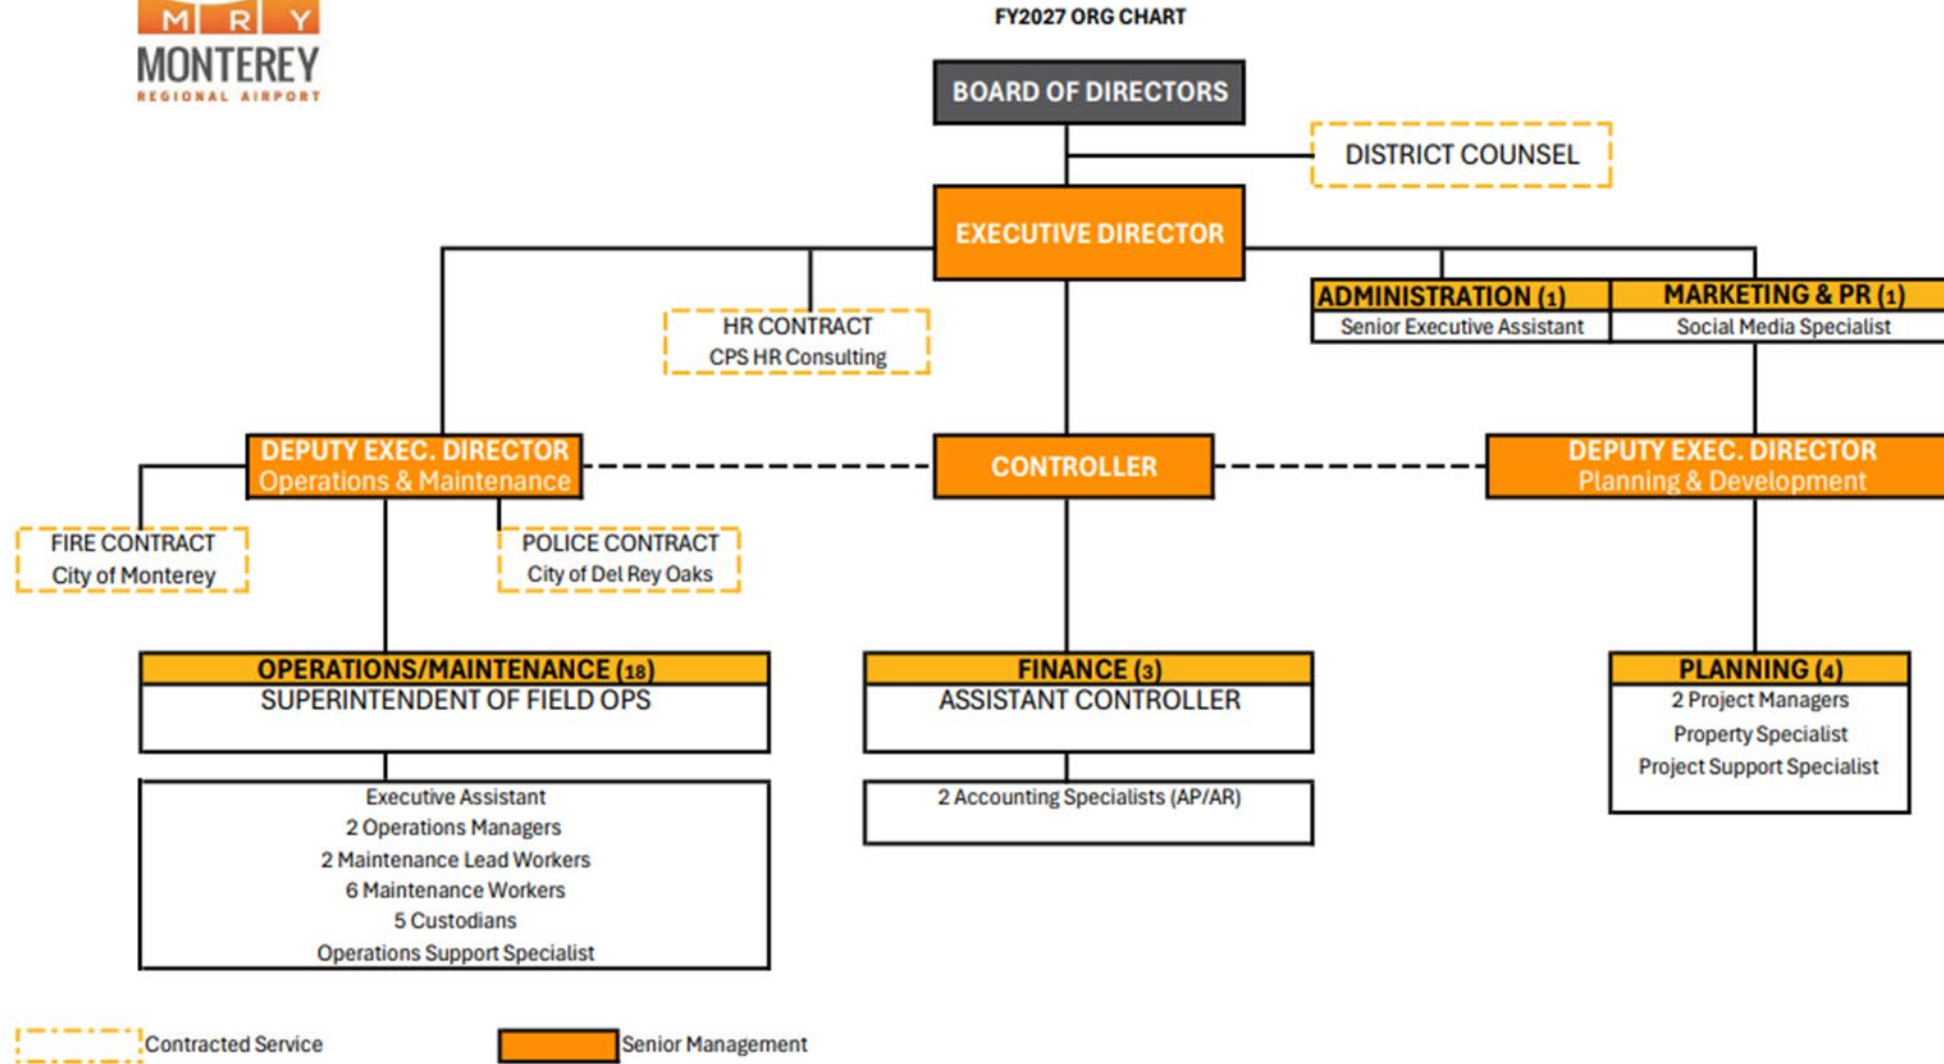 FY2027 ORG CHART
M R Y
MONTEREY
REGIONAL AIRPORT
BOARD OF DIRECTORS
DISTRICT COUNSEL
EXECUTIVE DIRECTOR
ADMINISTRATION (1)
Senior Executive Assistant
MARKETING & PR (1)
Social Media Specialist
HR CONTRACT
CPS HR Consulting
DEPUTY EXEC. DIRECTOR
Operations & Maintenance
CONTROLLER
DEPUTY EXEC. DIRECTOR
Planning & Development
FIRE CONTRACT
City of Monterey
POLICE CONTRACT
City of Del Rey Oaks
OPERATIONS/MAINTENANCE (18)
SUPERINTENDENT OF FIELD OPS
Executive Assistant
2 Operations Managers
2 Maintenance Lead Workers
6 Maintenance Workers
5 Custodians
Operations Support Specialist
FINANCE (3)
ASSISTANT CONTROLLER
2 Accounting Specialists (AP/AR)
PLANNING (4)
2 Project Managers
Property Specialist
Project Support Specialist
Contracted Service
Senior Management